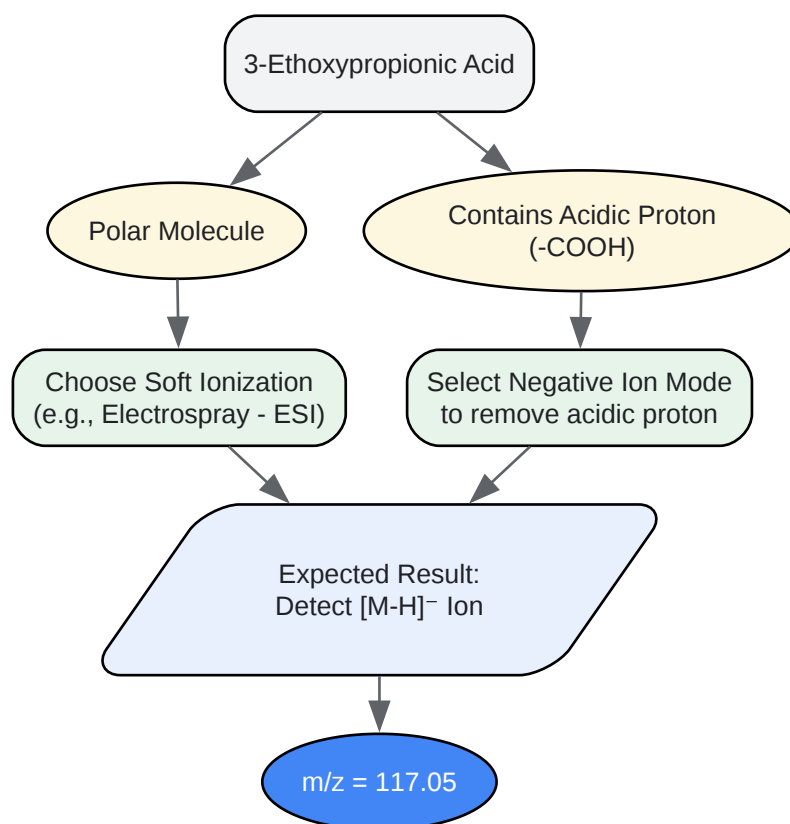 3-Ethoxypropionic Acid
Polar Molecule
Contains Acidic Proton
(-COOH)
Choose Soft Ionization
(e.g., Electrospray - ESI)
Select Negative Ion Mode
to remove acidic proton
Expected Result:
Detect [M-H]⁻ Ion
m/z = 117.05